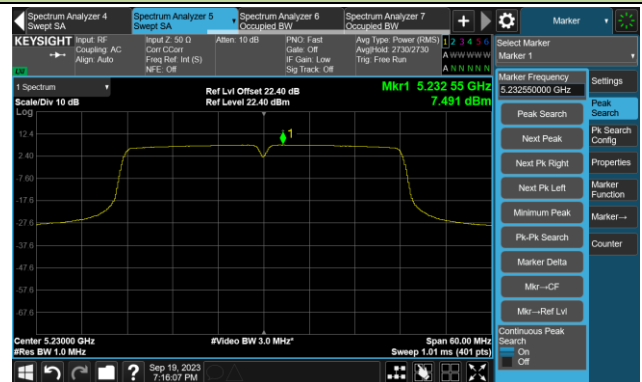 Spectrum Analyzer 4
Swept SA
Spectrum Analyzer 5
Swept SA
Spectrum Analyzer 6
Occupied BW
Spectrum Analyzer 7
Occupied BW
+
Marker
KEYSIGHT
Input: RF
Coupling: AC
Align: Auto
Input Z: 50 Ω
Corr CCorr
Freq Ref: Int (S)
NFE: Off
Atten: 10 dB
PNO: Fast
Gate: Off
IF Gain: Low
Sig Track: Off
Avg Type: Power (RMS)
Avg|Hold: 2730/2730
Trig: Free Run
1 2 3 4 5 6
A W W W W W
A N N N N N
LW
Select Marker
Marker 1
1 Spectrum
Scale/Div 10 dB
Log
Ref Lvl Offset 22.40 dB
Ref Level 22.40 dBm
Mkr1 5.232 55 GHz
7.491 dBm
1
12.4
2.40
-7.60
-17.6
-27.6
-37.6
-47.6
-57.6
-67.6
Center 5.23000 GHz
#Res BW 1.0 MHz
#Video BW 3.0 MHz*
Span 60.00 MHz
Sweep 1.01 ms (401 pts)
Marker Frequency
5.232550000 GHz
Peak Search
Next Peak
Next Pk Right
Next Pk Left
Minimum Peak
Pk-Pk Search
Marker Delta
Mkr→CF
Mkr→Ref Lvl
Continuous Peak
Search
On
Off
Settings
Peak
Search
Pk Search
Config
Properties
Marker
Function
Marker→
Counter
?
Sep 19, 2023
7:16:07 PM